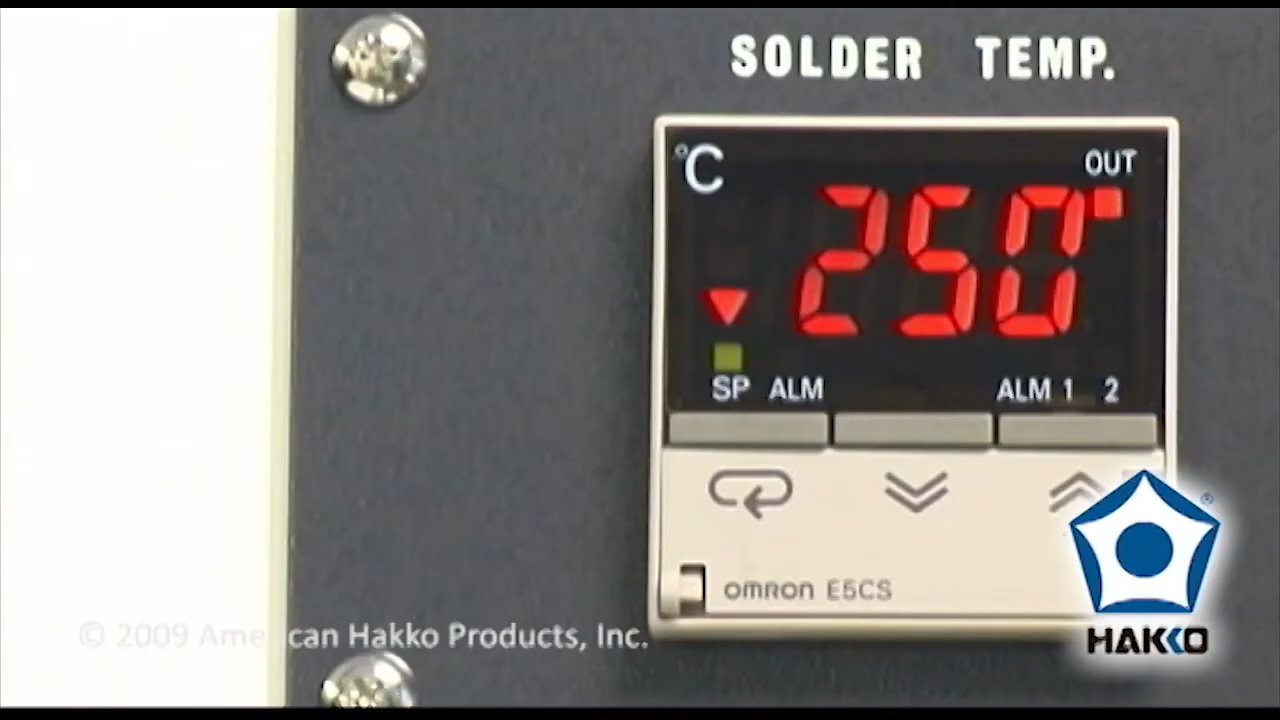 SOLDER TEMP.
°C
OUT
250
SP ALM ALM 1 2
omron E5CS
© 2009 American Hakko Products, Inc.
HAKKO®